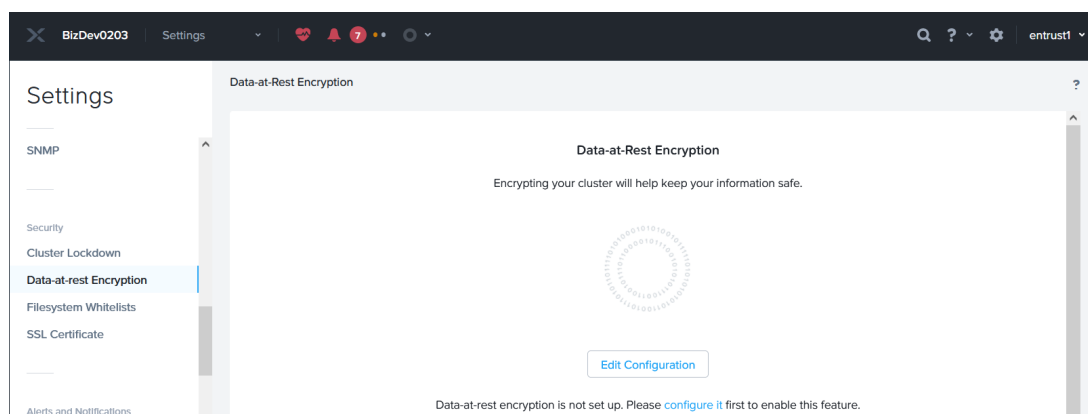 BizDev0203 Settings 7 ? entrust1
Settings
Data-at-Rest Encryption ?
SNMP
Security
Cluster Lockdown
Data-at-rest Encryption
Filesystem Whitelists
SSL Certificate
Alerts and Notifications
Data-at-Rest Encryption
Encrypting your cluster will help keep your information safe.
Edit Configuration
Data-at-rest encryption is not set up. Please configure it first to enable this feature.